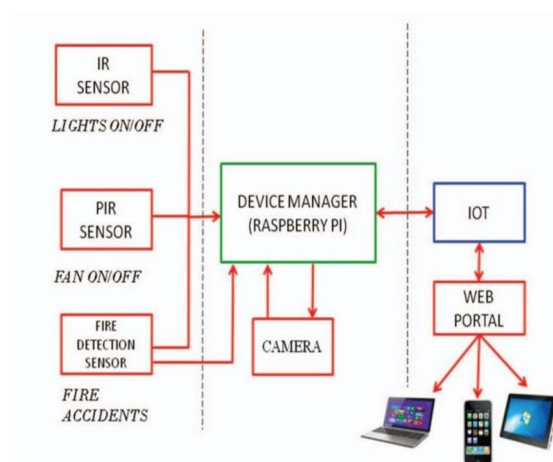 IR
SENSOR
LIGHTS ON/OFF
PIR
SENSOR
FAN ON/OFF
FIRE
DETECTION
SENSOR
FIRE
ACCIDENTS
DEVICE MANAGER
(RASPBERRY PI)
CAMERA
IOT
WEB
PORTAL